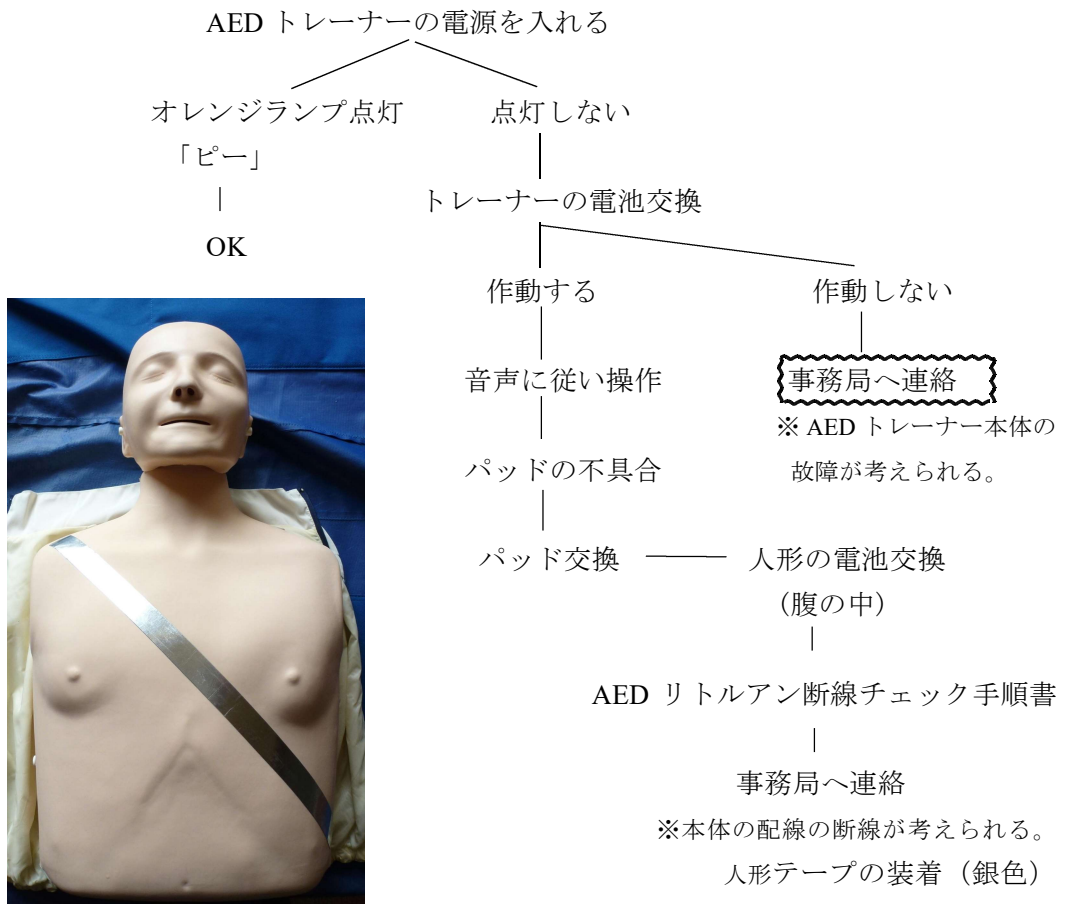 AED トレーナーの電源を入れる
オレンジランプ点灯
点灯しない
「ピー」
トレーナーの電池交換
OK
作動する
作動しない
音声に従い操作
事務局へ連絡
※ AED トレーナー本体の
故障が考えられる。
パッドの不具合
パッド交換
人形の電池交換
（腹の中）
AED リトルアン断線チェック手順書
事務局へ連絡
※本体の配線の断線が考えられる。
人形テープの装着（銀色）